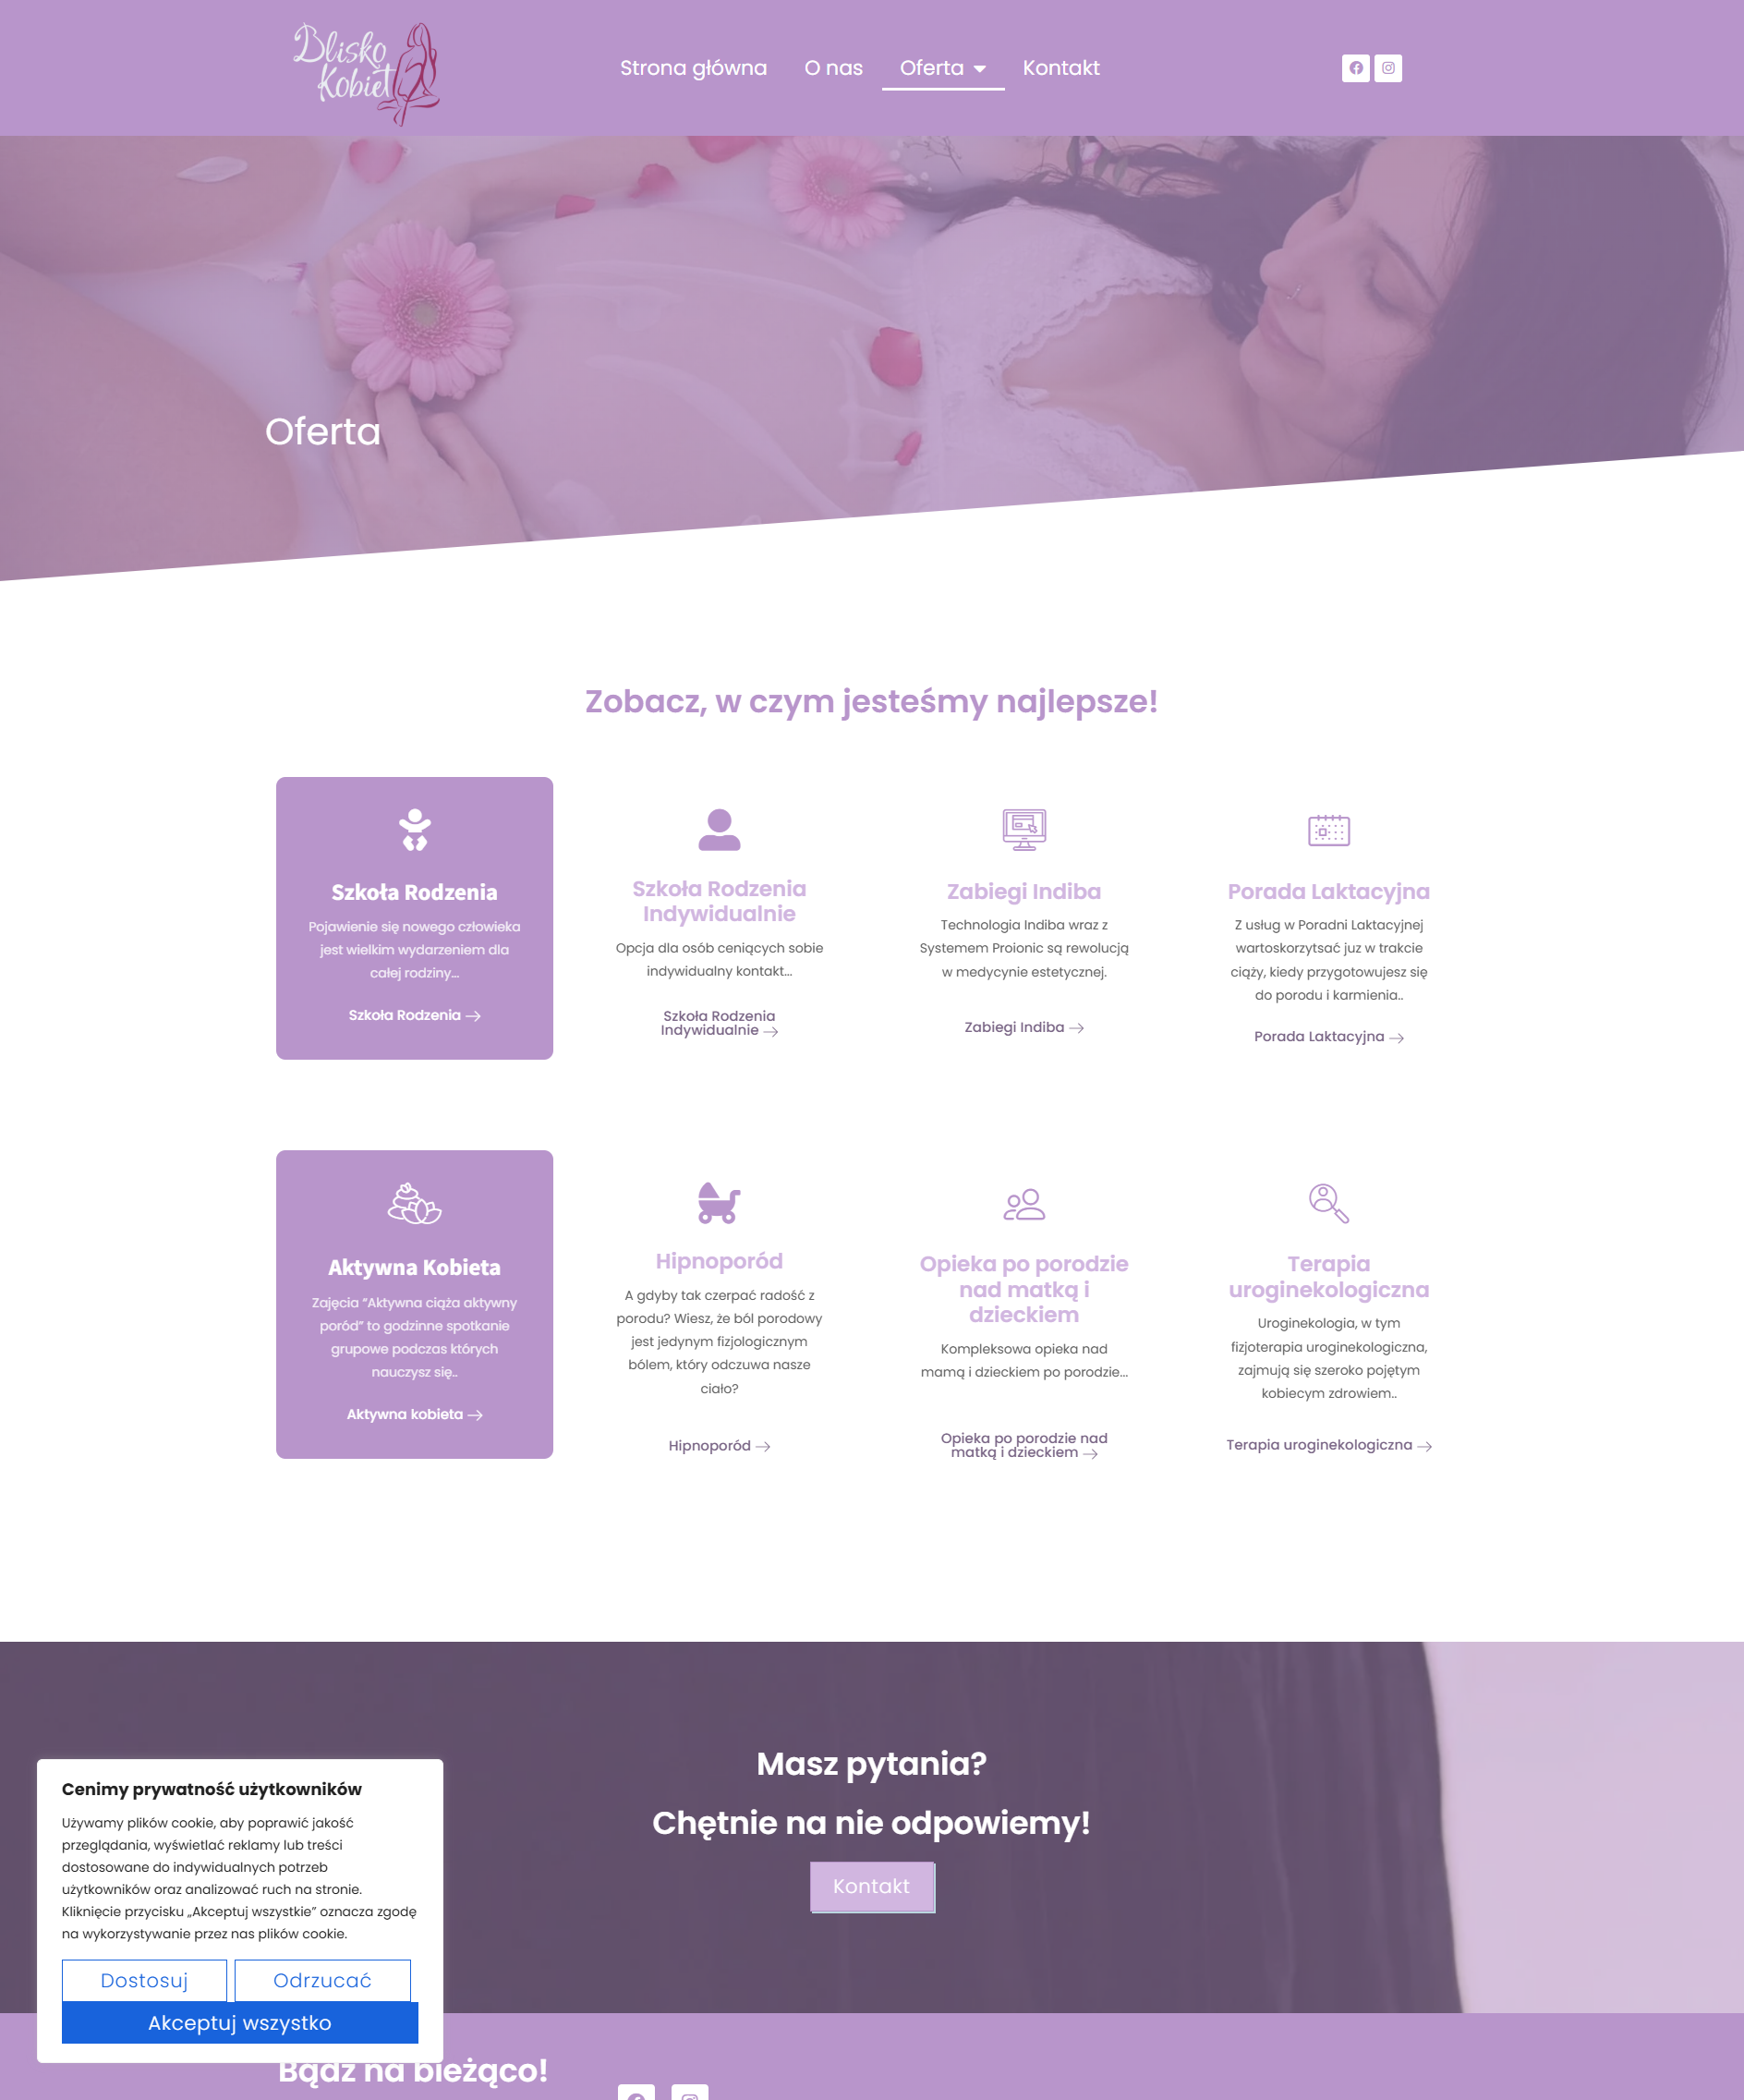 Blisko
Kobiet
Strona główna
O nas
Oferta
Kontakt
Oferta
Zobacz, w czym jesteśmy najlepsze!
Szkoła Rodzenia
Pojawienie się nowego człowieka
jest wielkim wydarzeniem dla
całej rodziny...
Szkoła Rodzenia
Szkoła Rodzenia
Indywidualnie
Opcja dla osób ceniących sobie
indywidualny kontakt...
Szkoła Rodzenia
Indywidualnie
Zabiegi Indiba
Technologia Indiba wraz z
Systemem Proionic są rewolucją
w medycynie estetycznej.
Zabiegi Indiba
Porada Laktacyjna
Z usług w Poradni Laktacyjnej
wartoskorzytsać juz w trakcie
ciąży, kiedy przygotowujesz się
do porodu i karmienia..
Porada Laktacyjna
Aktywna Kobieta
Zajęcia "Aktywna ciąża aktywny
poród" to godzinne spotkanie
grupowe podczas których
nauczysz się..
Aktywna kobieta
Hipnoporód
A gdyby tak czerpać radość z
porodu? Wiesz, że ból porodowy
jest jedynym fizjologicznym
bólem, który odczuwa nasze
ciało?
Hipnoporód
Opieka po porodzie
nad matką i
dzieckiem
Kompleksowa opieka nad
mamą i dzieckiem po porodzie...
Opieka po porodzie nad
matką i dzieckiem
Terapia
uroginekologiczna
Uroginekologia, w tym
fizjoterapia uroginekologiczna,
zajmują się szeroko pojętym
kobiecym zdrowiem..
Terapia uroginekologiczna
Masz pytania?
Chętnie na nie odpowiemy!
Kontakt
Cenimy prywatność użytkowników
Używamy plików cookie, aby poprawić jakość
przeglądania, wyświetlać reklamy lub treści
dostosowane do indywidualnych potrzeb
użytkowników oraz analizować ruch na stronie.
Kliknięcie przycisku „Akceptuj wszystkie” oznacza zgodę
na wykorzystywanie przez nas plików cookie.
Dostosuj
Odrzucać
Akceptuj wszystko
Bądź na bieżąco!